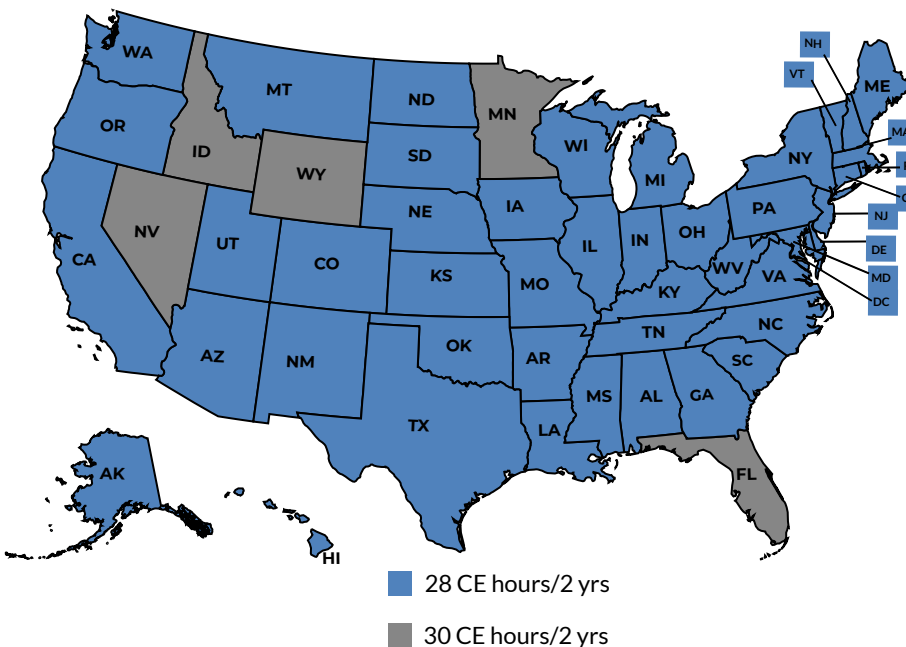 WA
OR
CA
ID
NV
MT
WY
UT
AZ
CO
NM
ND
SD
NE
KS
OK
TX
MN
IA
MO
AR
LA
WI
IL
MI
IN
OH
KY
TN
MS
AL
GA
FL
SC
NC
VA
WV
PA
NY
ME
NH
VT
MA
NJ
DE
MD
DC
AK
HI
28 CE hours/2 yrs
30 CE hours/2 yrs